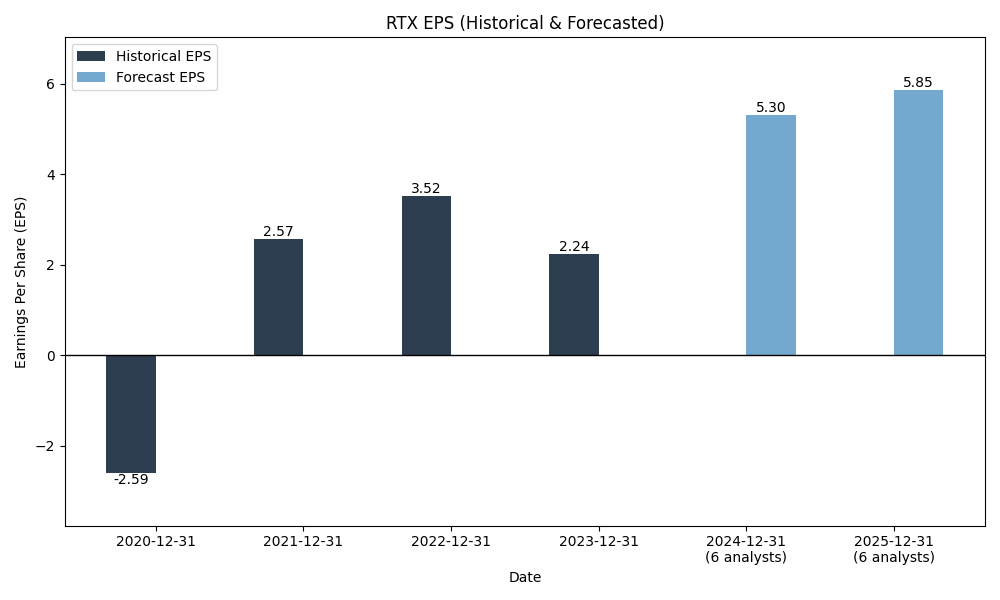 RTX EPS (Historical & Forecasted)
Historical EPS
Forecast EPS
Earnings Per Share (EPS)
6
4
2
0
−2
-2.59
2.57
3.52
2.24
5.30
5.85
2020-12-31
2021-12-31
2022-12-31
2023-12-31
2024-12-31
(6 analysts)
2025-12-31
(6 analysts)
Date